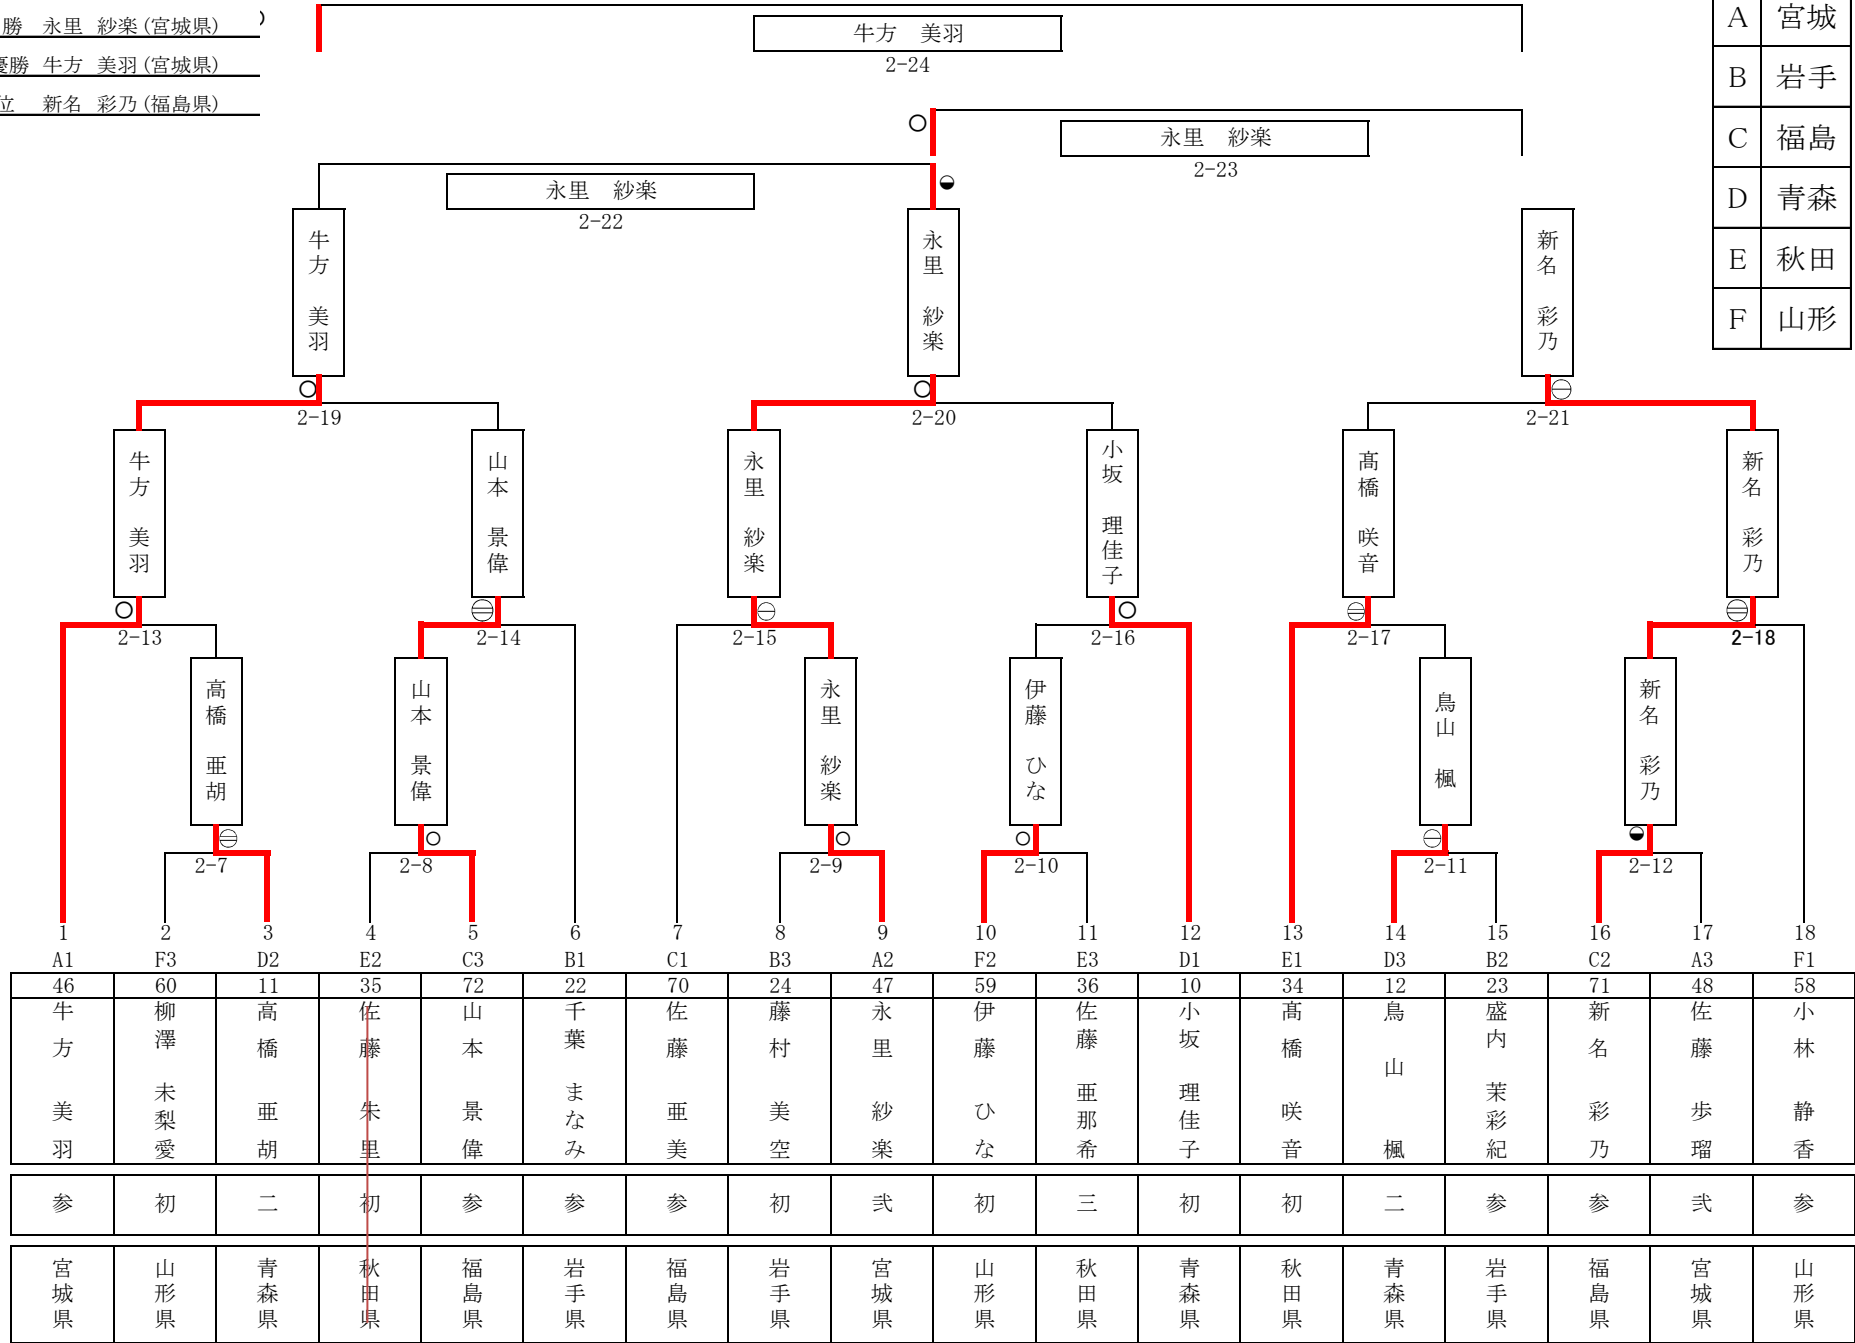 勝 永里 紗楽(宮城県)
優勝 牛方 美羽(宮城県)
位 新名 彩乃(福島県)
牛方 美羽
2-24
永里 紗楽
2-23
永里 紗楽
2-22
A 宮城
B 岩手
C 福島
D 青森
E 秋田
F 山形
牛方 美羽
永里 紗楽
新名 彩乃
2-19
2-20
2-21
牛方 美羽
山本 景偉
永里 紗楽
小坂 理佳子
髙橋 咲音
新名 彩乃
2-13
2-14
2-15
2-16
2-17
2-18
高橋 亜胡
山本 景偉
永里 紗楽
伊藤 ひな
鳥山 楓
新名 彩乃
2-7
2-8
2-9
2-10
2-11
2-12
1 2 3 4 5 6 7 8 9 10 11 12 13 14 15 16 17 18
A1 F3 D2 E2 C3 B1 C1 B3 A2 F2 E3 D1 E1 D3 B2 C2 A3 F1
46 60 11 35 72 22 70 24 47 59 36 10 34 12 23 71 48 58
牛方 美羽
柳澤 未梨愛
高橋 亜胡
佐藤 朱里
山本 景偉
千葉 まなみ
佐藤 亜美
藤村 美空
永里 紗楽
伊藤 ひな
佐藤 亜那希
小坂 理佳子
髙橋 咲音
鳥山 楓
盛内 茉彩紀
新名 彩乃
佐藤 歩瑠
小林 静香
参 初 二 初 参 参 参 初 弐 初 三 初 初 二 参 参 弐 参
宮城県 山形県 青森県 秋田県 福島県 岩手県 福島県 岩手県 宮城県 山形県 秋田県 青森県 秋田県 青森県 岩手県 福島県 宮城県 山形県